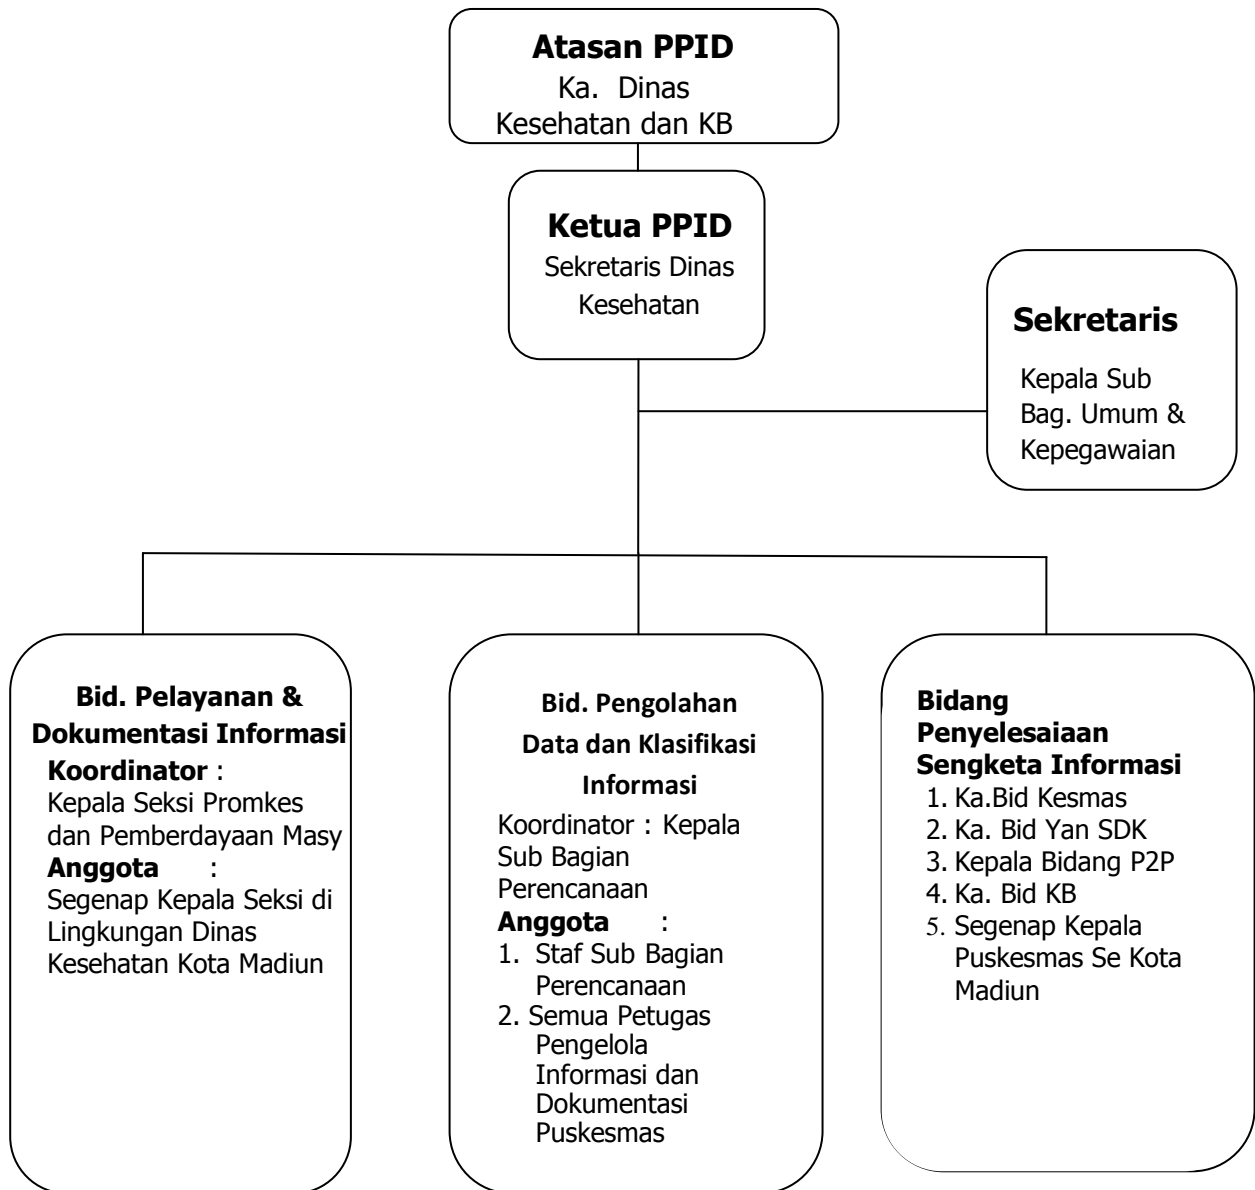 Atasan PPID
Ka. Dinas
Kesehatan dan KB
Ketua PPID
Sekretaris Dinas
Kesehatan
Sekretaris
Kepala Sub
Bag. Umum &
Kepegawaian
Bid. Pelayanan &
Dokumentasi Informasi
Koordinator :
Kepala Seksi Promkes
dan Pemberdayaan Masy
Anggota :
Segenap Kepala Seksi di
Lingkungan Dinas
Kesehatan Kota Madiun
Bid. Pengolahan
Data dan Klasifikasi
Informasi
Koordinator : Kepala
Sub Bagian
Perencanaan
Anggota :
1. Staf Sub Bagian
Perencanaan
2. Semua Petugas
Pengelola
Informasi dan
Dokumentasi
Puskesmas
Bidang
Penyelesaiaan
Sengketa Informasi
1. Ka.Bid Kesmas
2. Ka. Bid Yan SDK
3. Kepala Bidang P2P
4. Ka. Bid KB
5. Segenap Kepala
Puskesmas Se Kota
Madiun